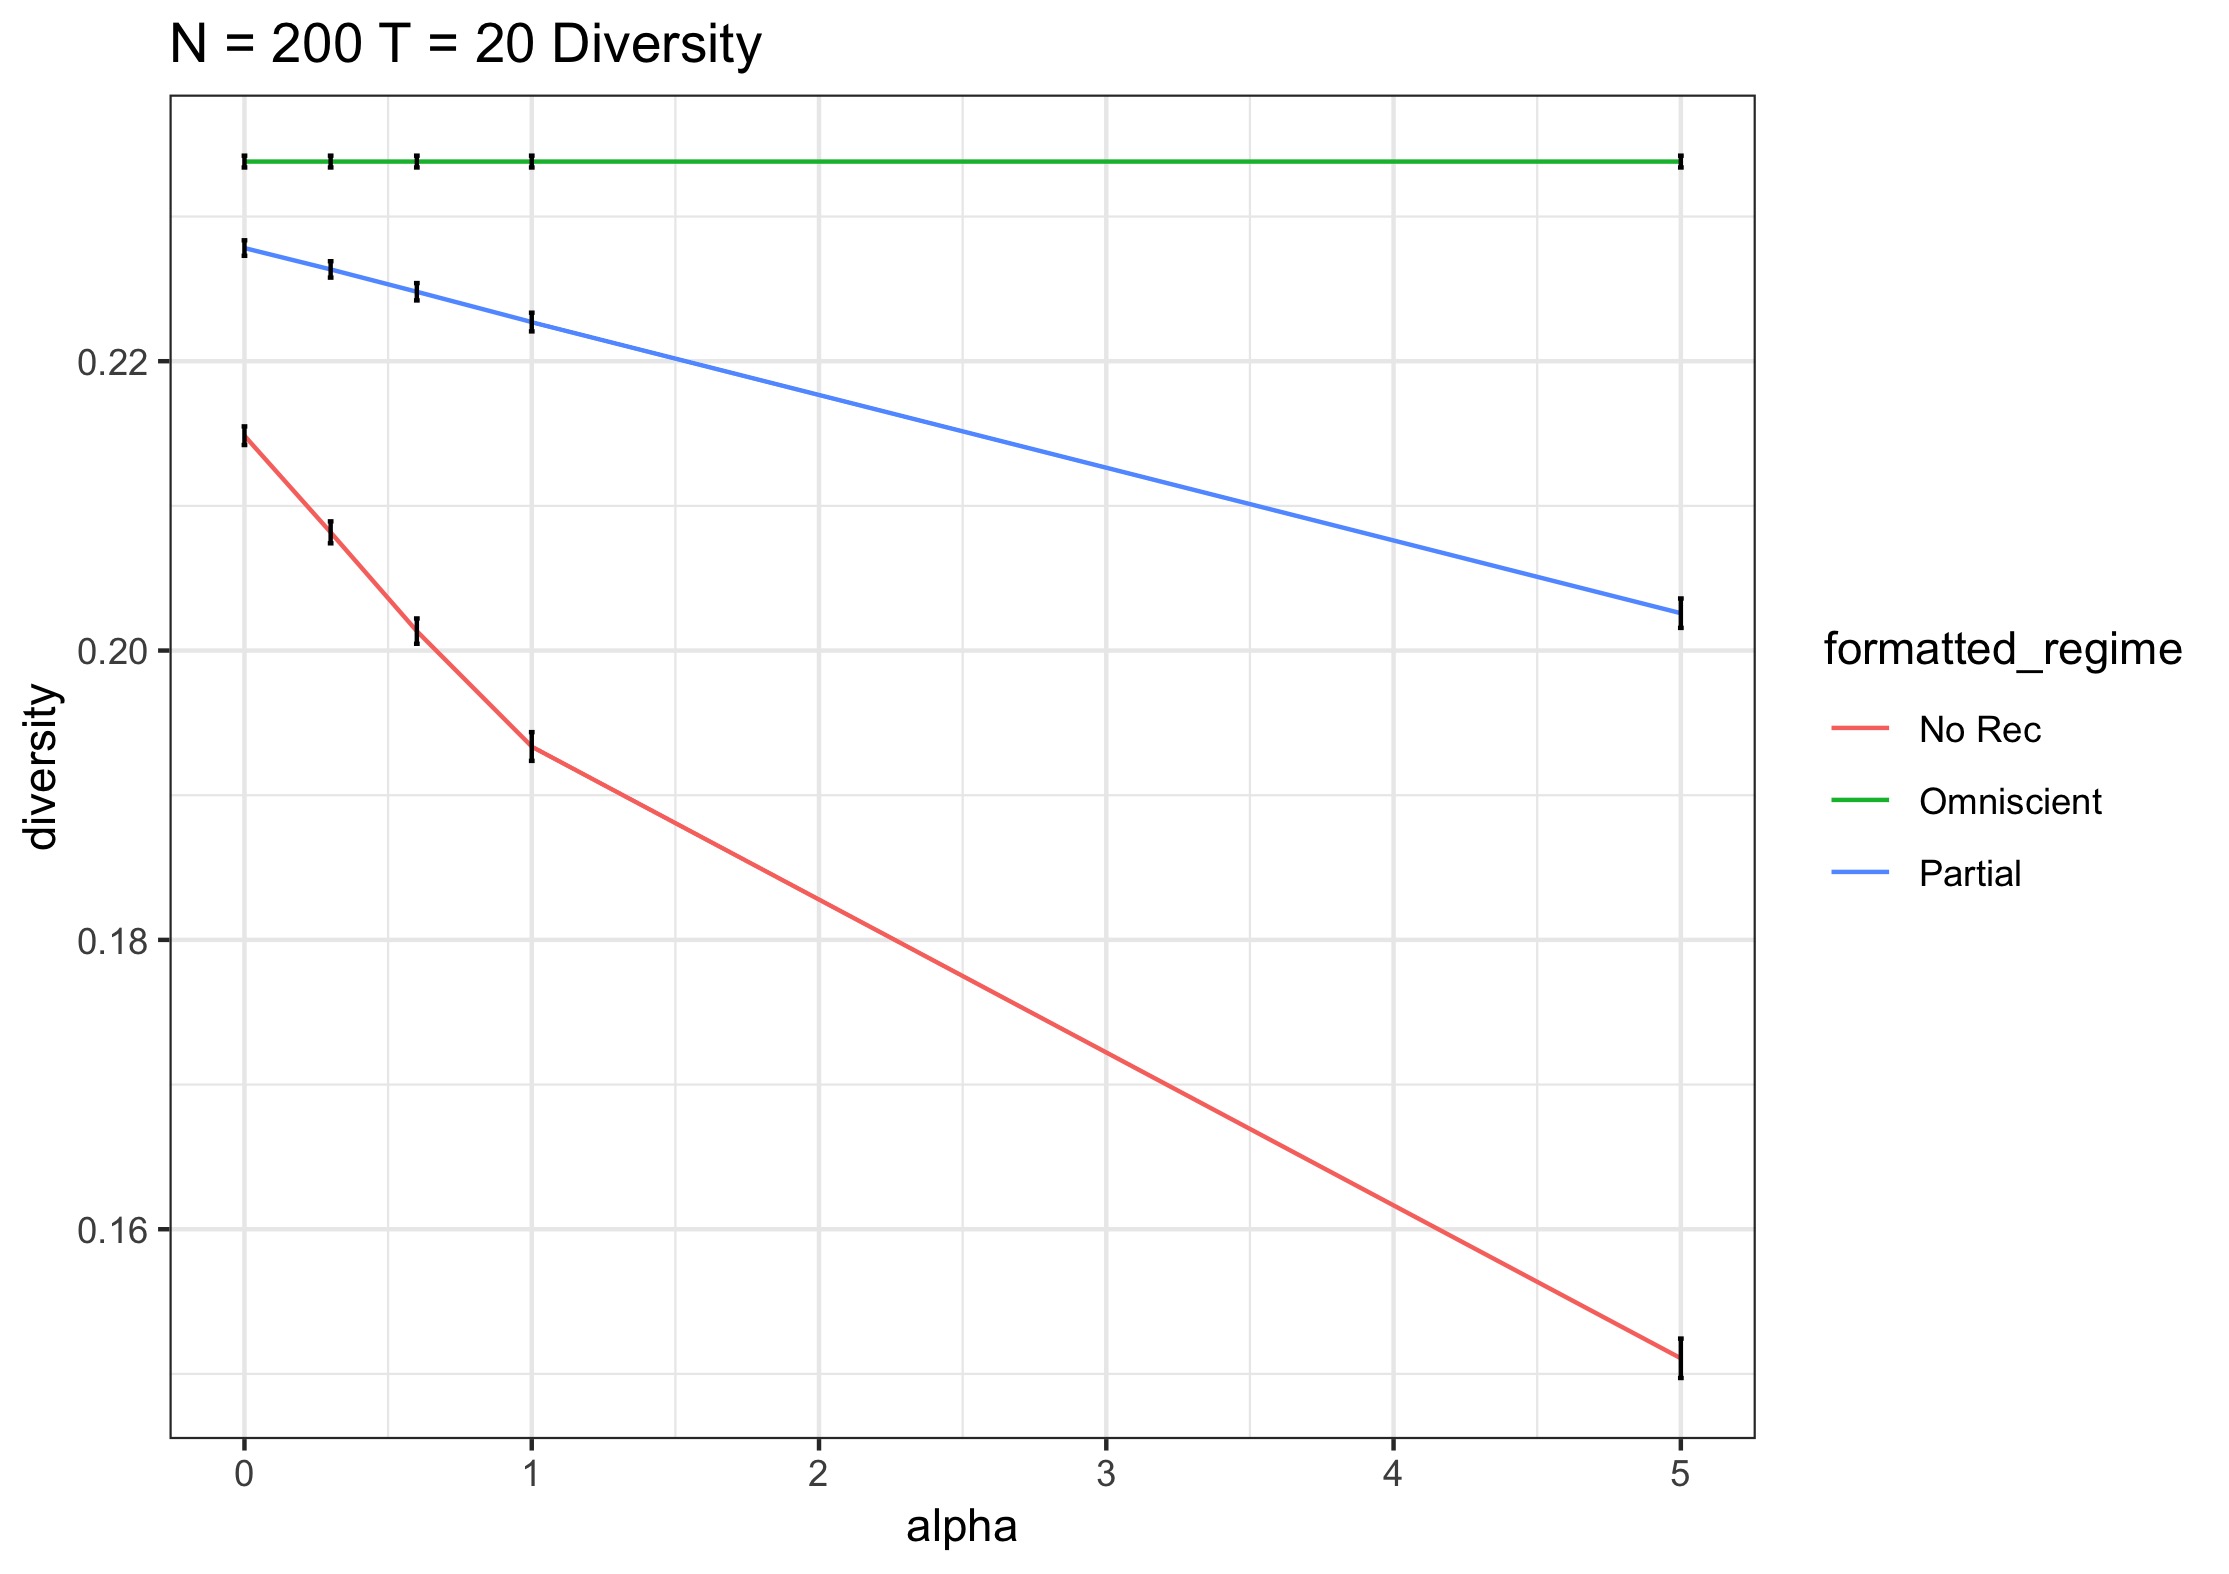 N = 200 T = 20 Diversity
diversity
0.22
0.20
0.18
0.16
0 1 2 3 4 5
alpha
formatted_regime
No Rec
Omniscient
Partial